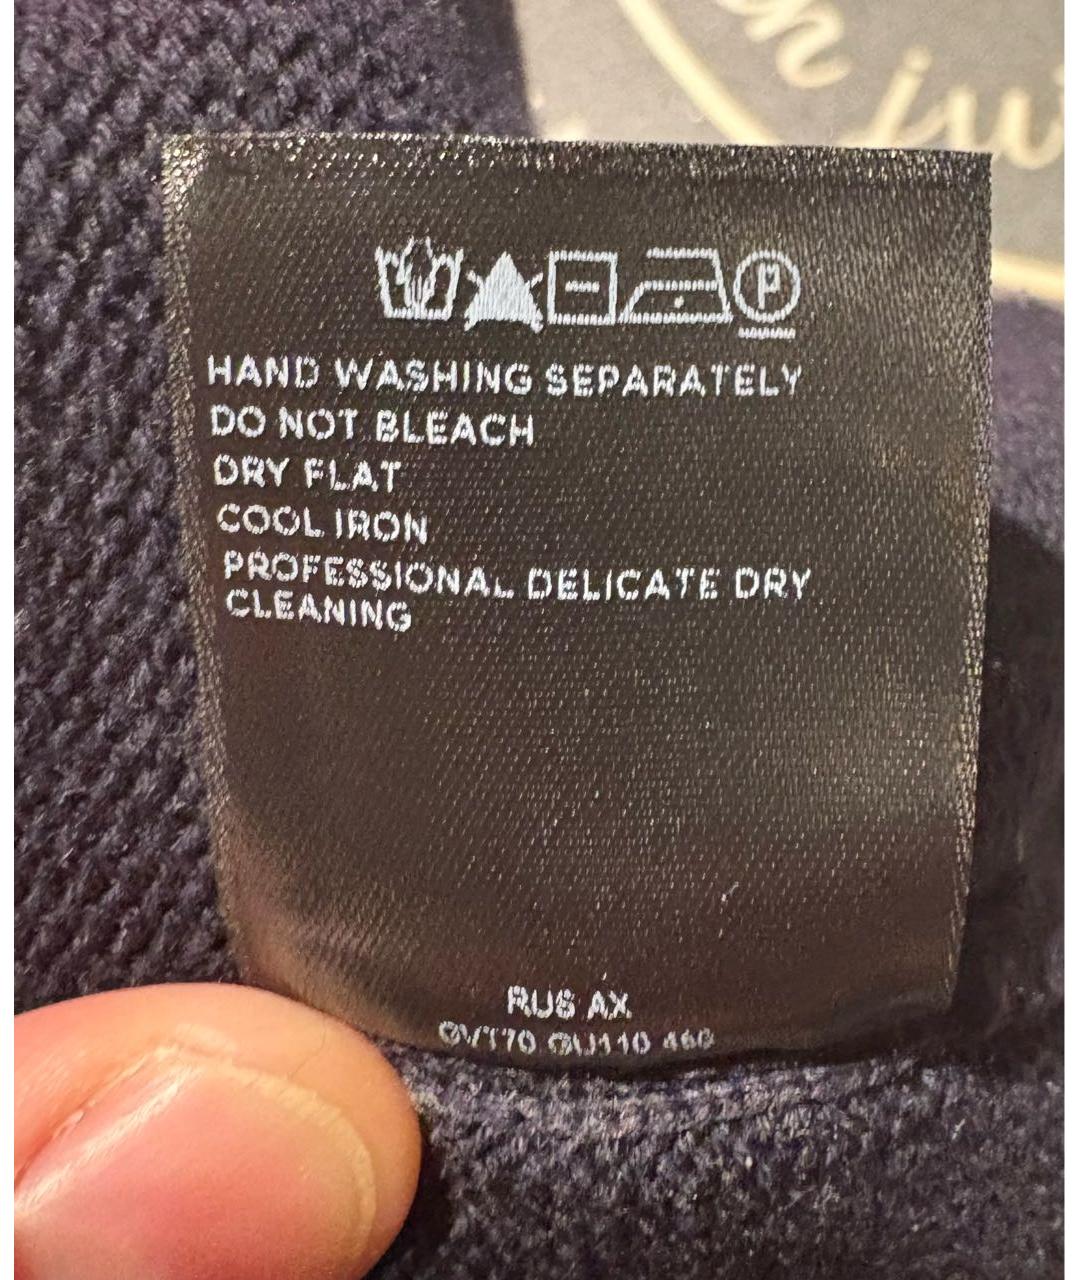 P
HAND WASHING SEPARATELY
DO NOT BLEACH
DRY FLAT
COOL IRON
PROFESSIONAL DELICATE DRY
CLEANING
RUS AX